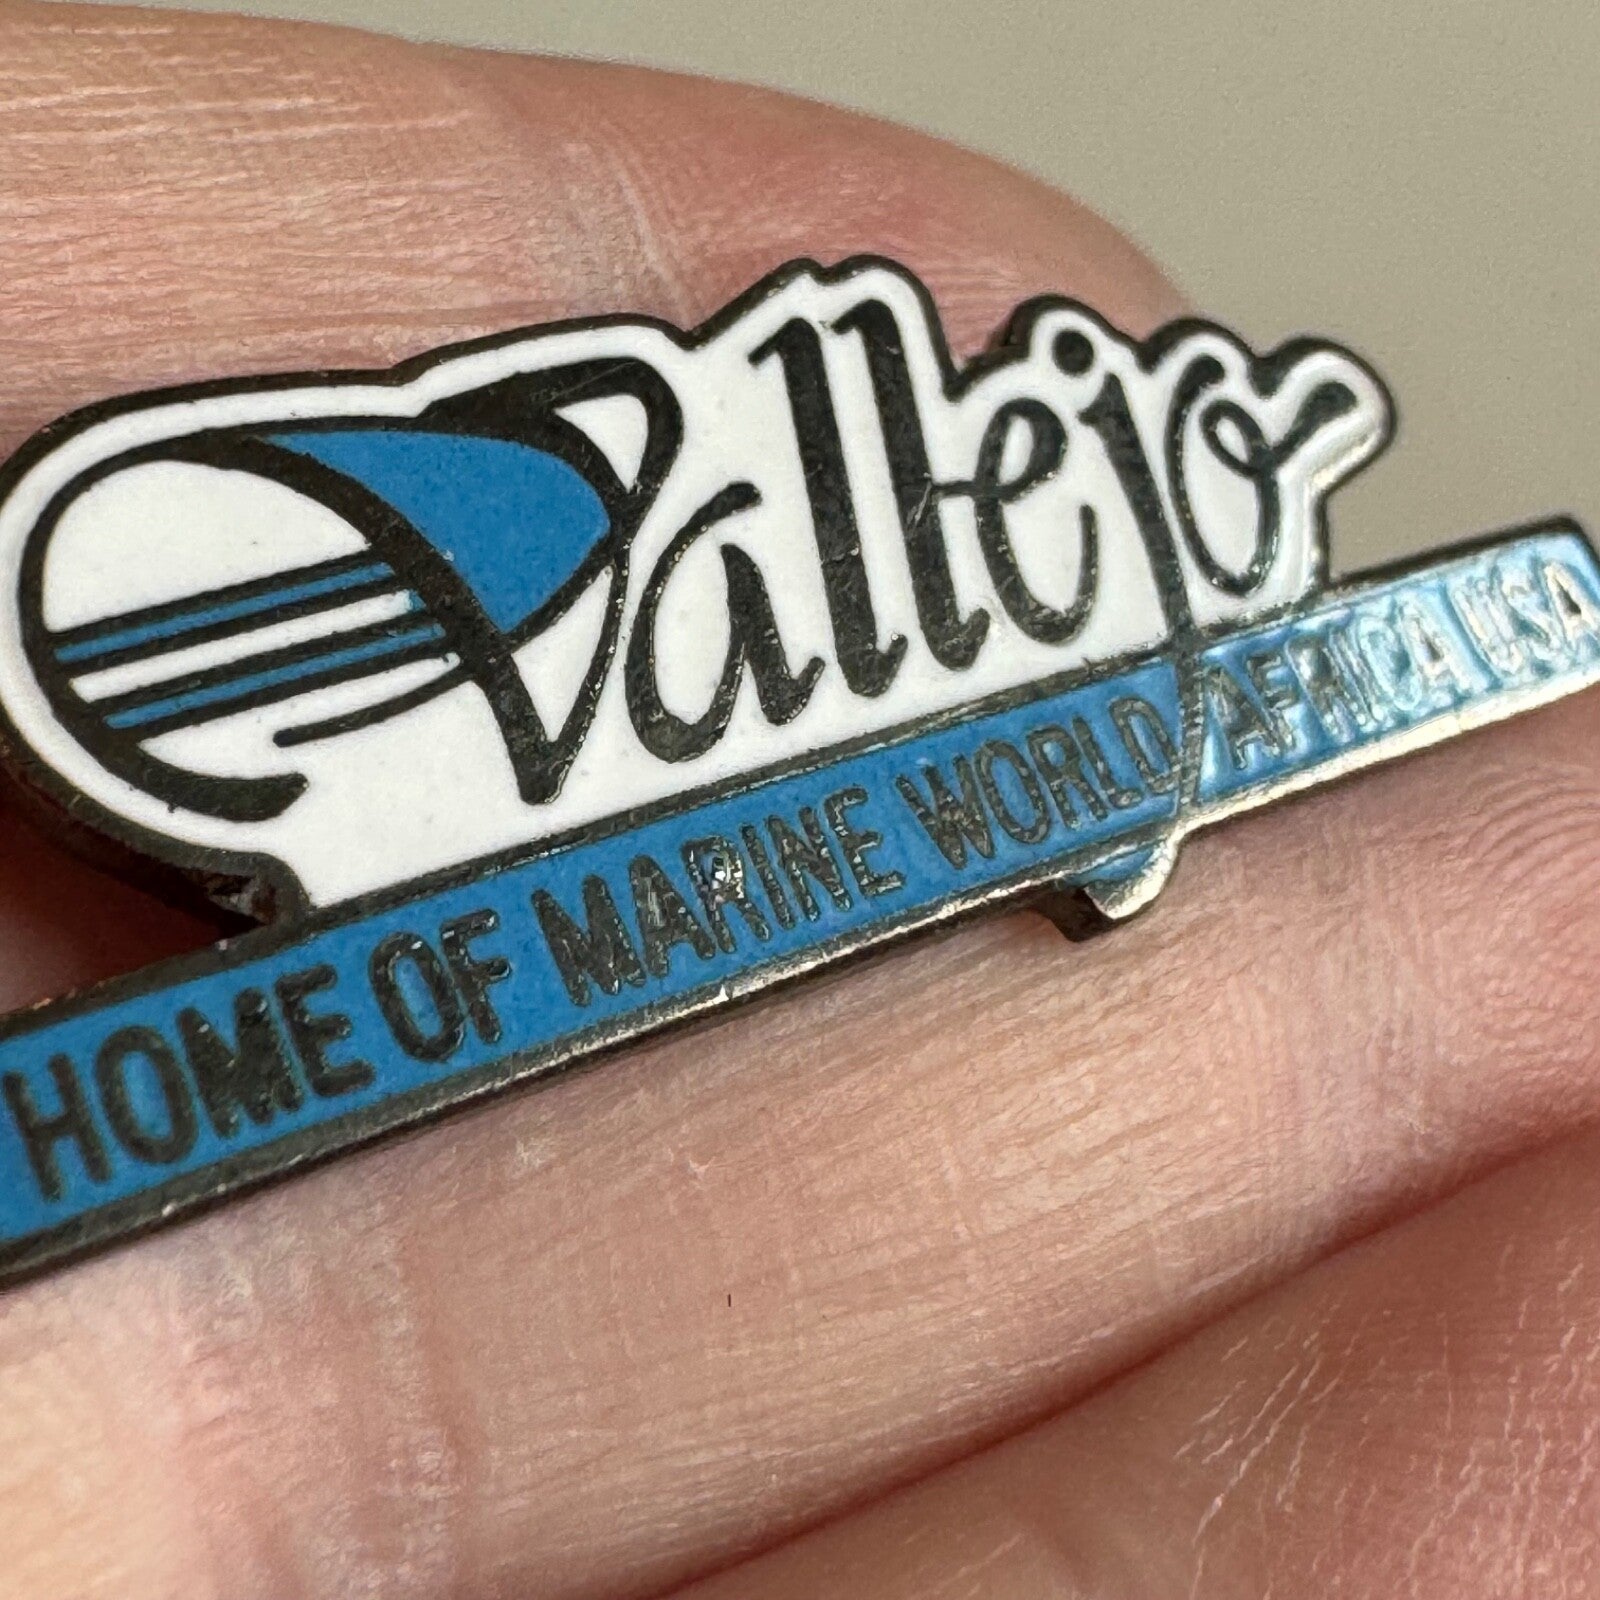 Vallejo
HOME OF MARINE WORLD/AFRICA USA